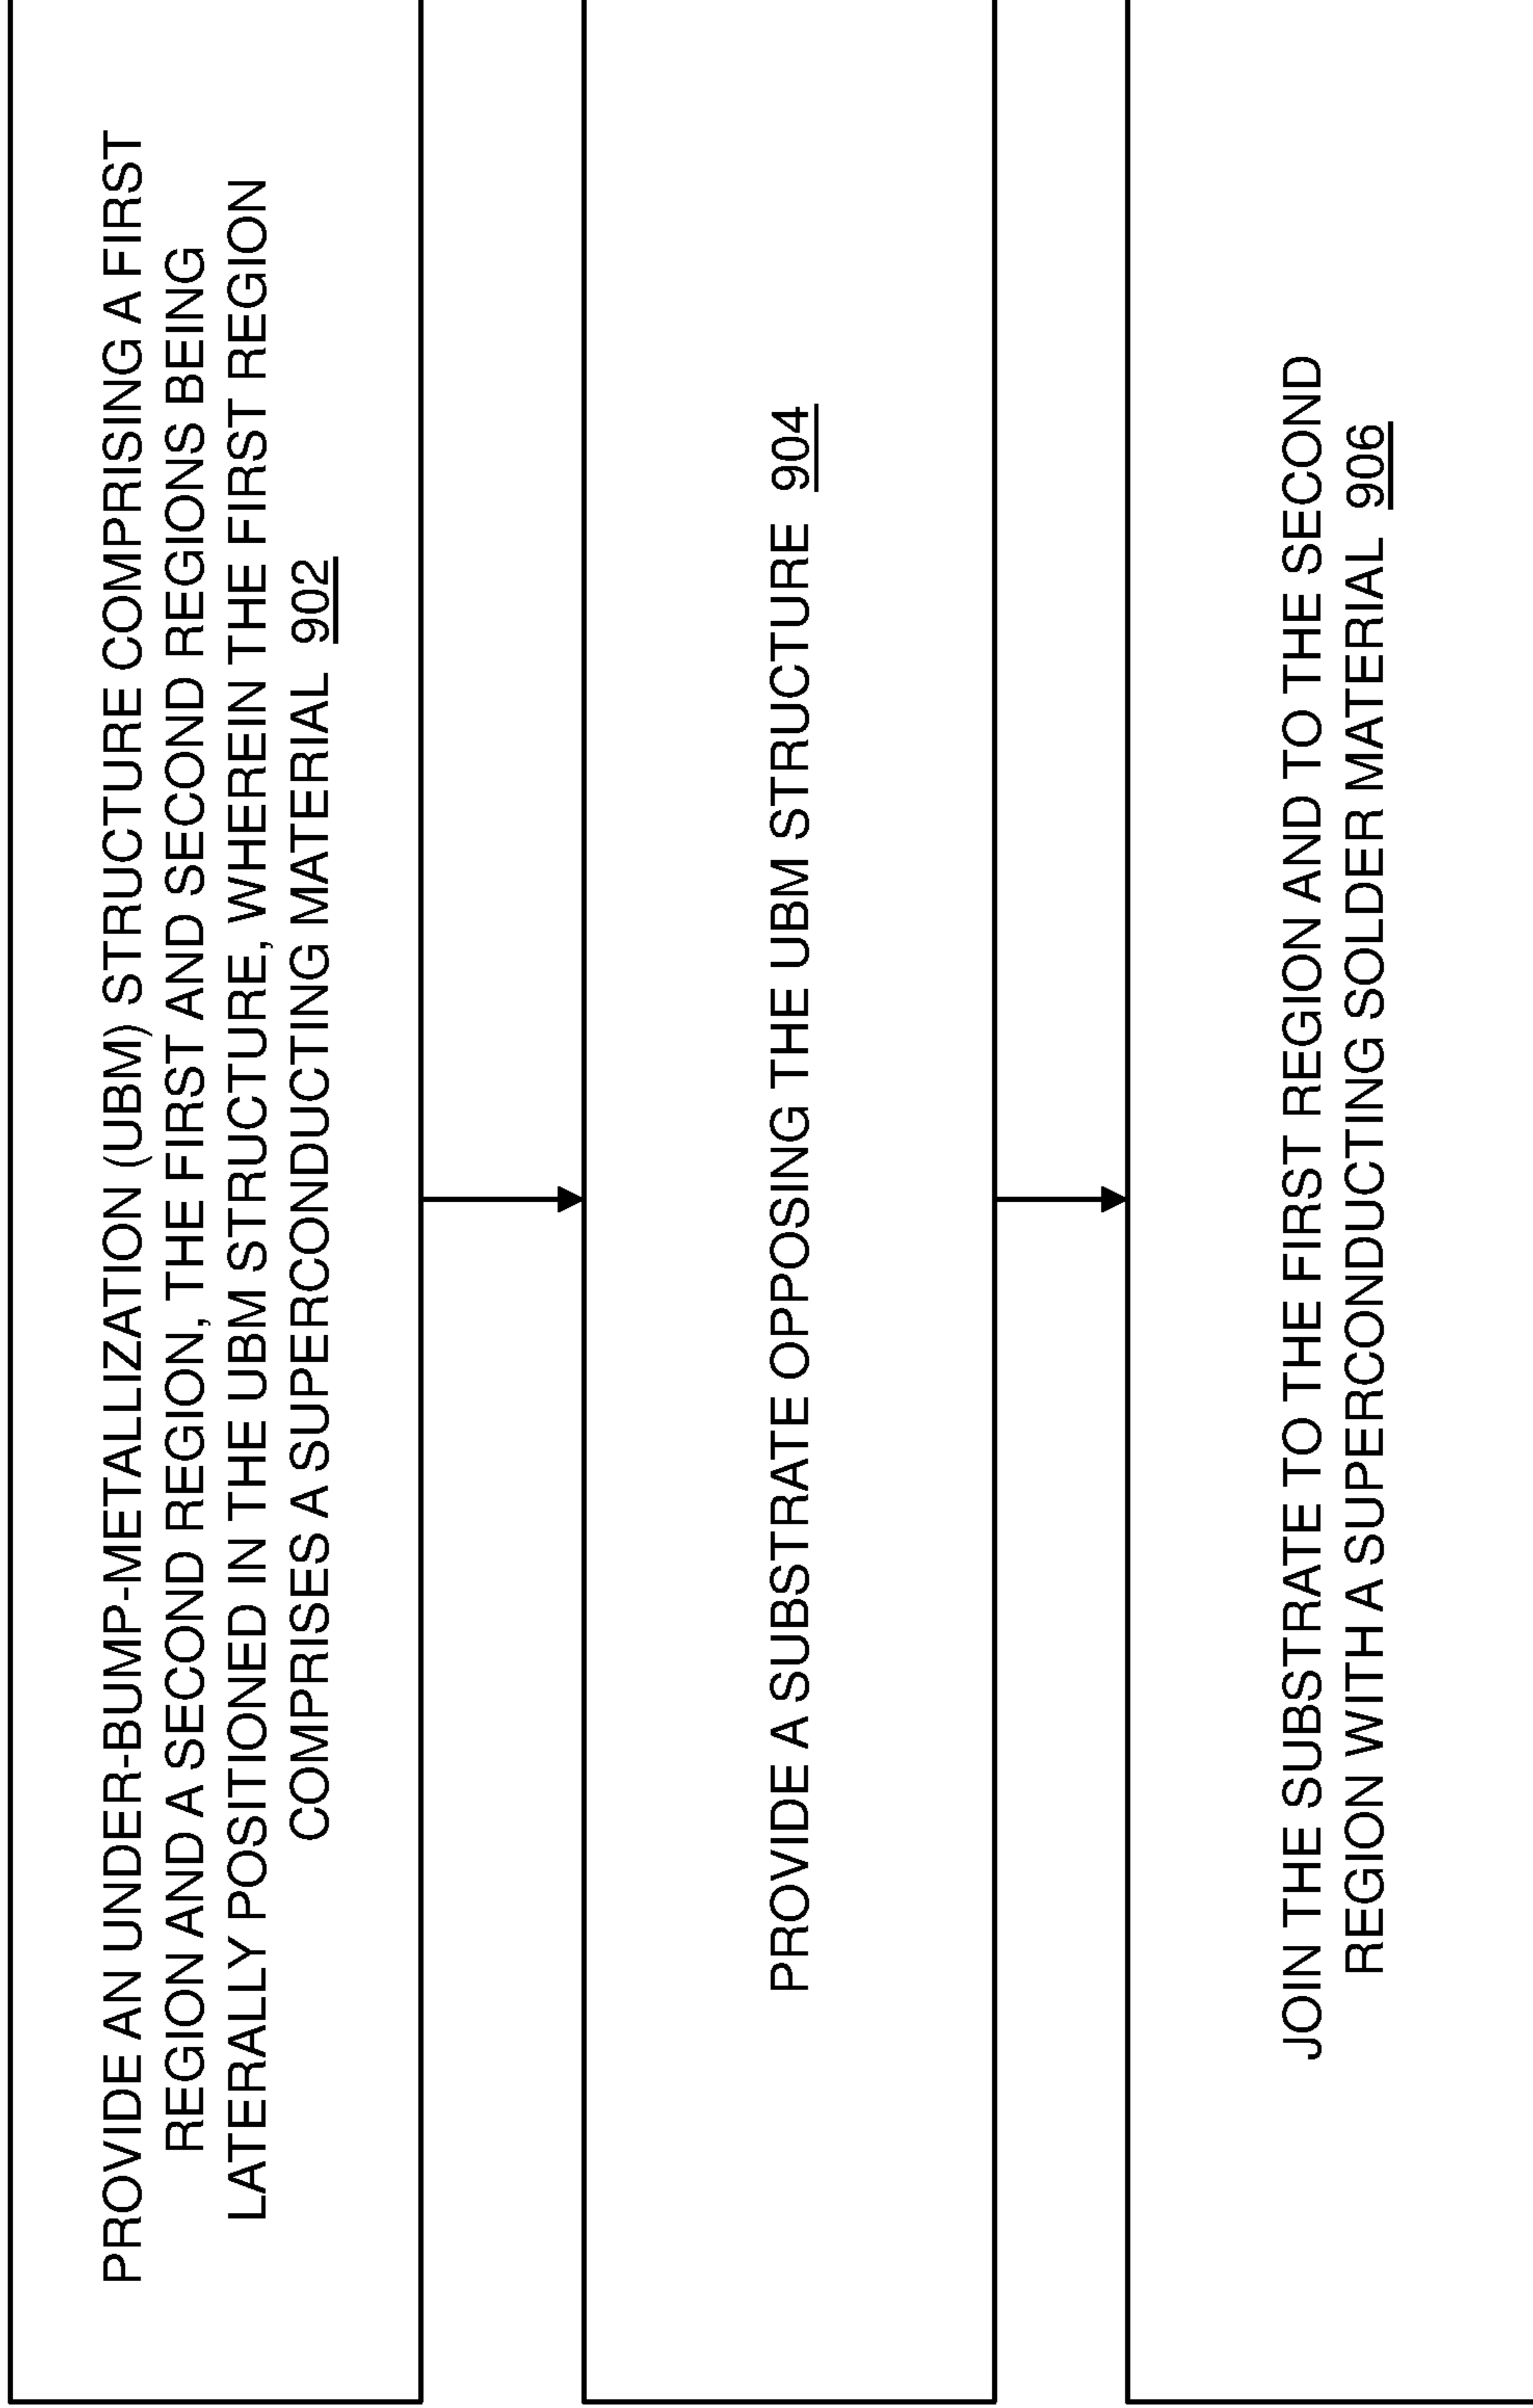 PROVIDE AN UNDER-BUMP-METALLIZATION (UBM) STRUCTURE COMPRISING A FIRST
REGION AND A SECOND REGION, THE FIRST AND SECOND REGIONS BEING
LATERALLY POSITIONED IN THE UBM STRUCTURE, WHEREIN THE FIRST REGION
COMPRISES A SUPERCONDUCTING MATERIAL 902
PROVIDE A SUBSTRATE OPPOSING THE UBM STRUCTURE 904
JOIN THE SUBSTRATE TO THE FIRST REGION AND TO THE SECOND
REGION WITH A SUPERCONDUCTING SOLDER MATERIAL 906